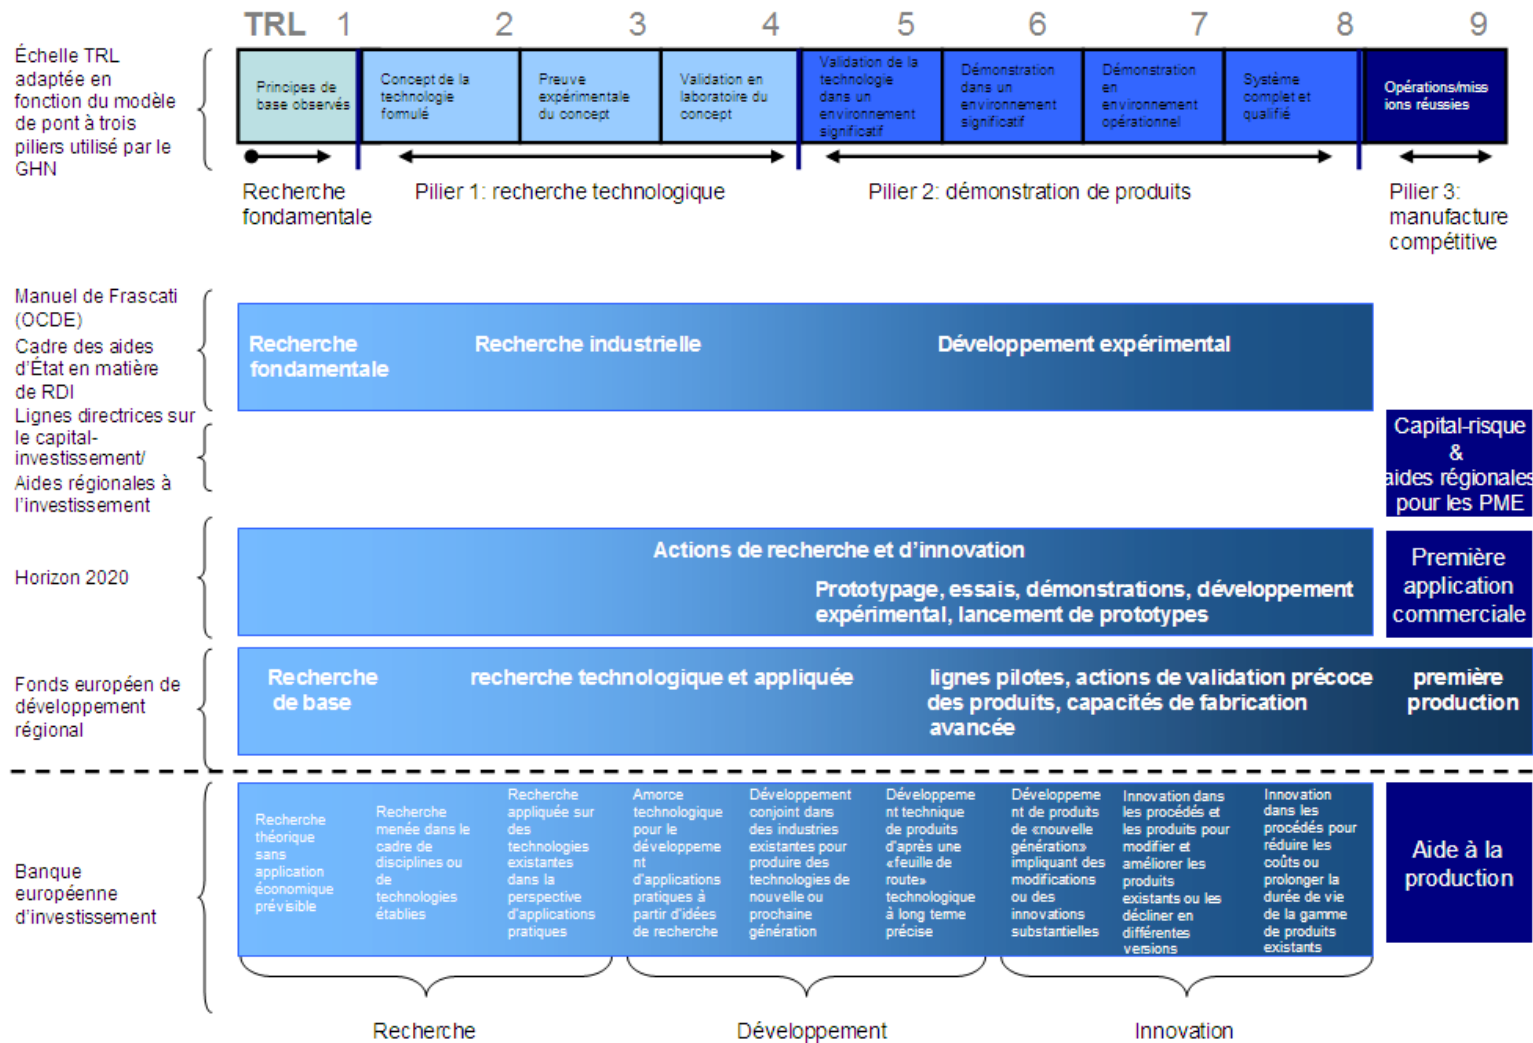 TRL 1 2 3 4 5 6 7 8 9
Échelle TRL
adaptée en
fonction du modèle
de pont à trois
piliers utilisé par le
GHN
Principes de
base observés
Concept de la
technologie
formulé
Preuve
expérimentale
du concept
Validation en
laboratoire du
concept
Validation de la
technologie
dans un
environnement
significatif
Démonstration
dans un
environnement
significatif
Démonstration
en
environnement
opérationnel
Système
complet et
qualifié
Opérations/miss
ions réussies
Recherche
fondamentale
Pilier 1: recherche technologique
Pilier 2: démonstration de produits
Pilier 3:
manufacture
compétitive
Manuel de Frascati
(OCDE)
Cadre des aides
d'État en matière
de RDI
Recherche
fondamentale
Recherche industrielle
Développement expérimental
Lignes directrices sur
le capital-
investissement/
Aides régionales à
l'investissement
Capital-risque
&
aides régionales
pour les PME
Horizon 2020
Actions de recherche et d'innovation
Prototypage, essais, démonstrations, développement
expérimental, lancement de prototypes
Première
application
commerciale
Fonds européen de
développement
régional
Recherche
de base
recherche technologique et appliquée
lignes pilotes, actions de validation précoce
des produits, capacités de fabrication
avancée
première
production
Banque
européenne
d'investissement
Recherche
théorique
sans
application
économique
prévisible
Recherche
menée dans le
cadre de
disciplines ou
de
technologies
établies
Recherche
appliquée sur
des
technologies
existantes
dans la
perspective
d'applications
pratiques
Amorce
technologique
pour le
développeme
nt
d'applications
pratiques à
partir d'idées
de recherche
Développement
conjoint dans
des industries
existantes pour
produire des
technologies de
nouvelle ou
prochaine
génération
Développeme
nt technique
de produits
d'après une
«feuille de
route»
technologique
à long terme
précise
Développeme
nt de produits
de «nouvelle
génération»
impliquant des
modifications
ou des
innovations
substantielles
Innovation dans
les procédés et
les produits pour
modifier et
améliorer les
produits
existants ou les
décliner en
différentes
versions
Innovation
dans les
procédés pour
réduire les
coûts ou
prolonger la
durée de vie
de la gamme
de produits
existants
Aide à la
production
Recherche
Développement
Innovation